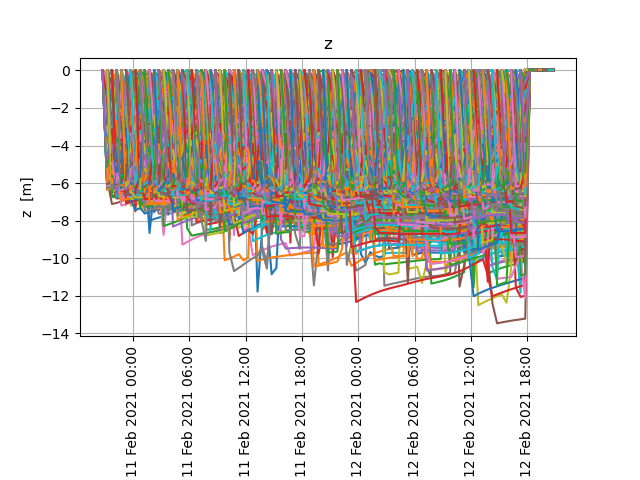 z
0
−2
−4
−6
−8
−10
−12
−14
z [m]
11 Feb 2021 00:00
11 Feb 2021 06:00
11 Feb 2021 12:00
11 Feb 2021 18:00
12 Feb 2021 00:00
12 Feb 2021 06:00
12 Feb 2021 12:00
12 Feb 2021 18:00